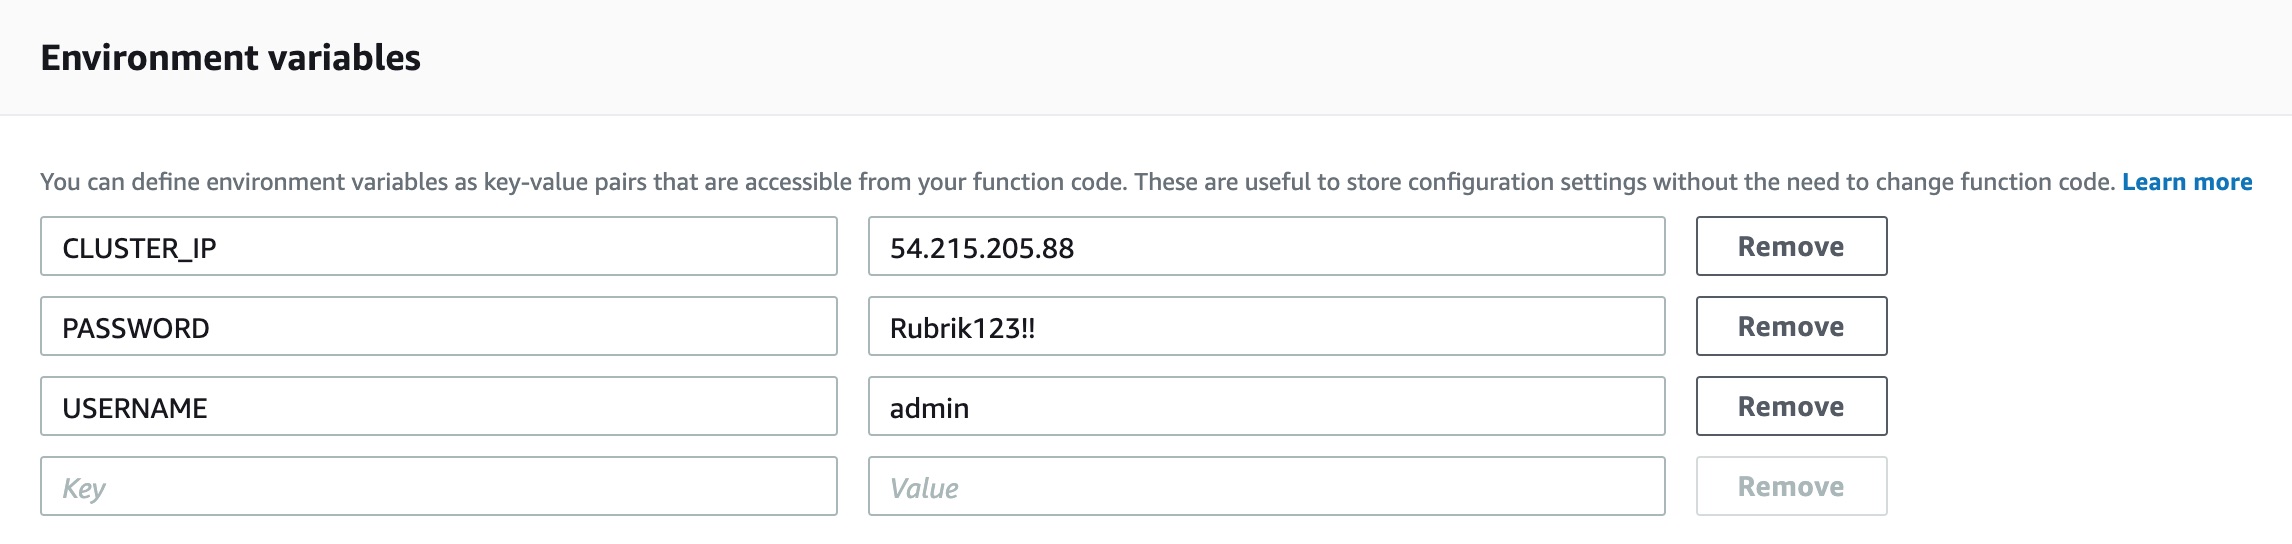 Environment variables
You can define environment variables as key-value pairs that are accessible from your function code. These are useful to store configuration settings without the need to change function code. Learn more
CLUSTER_IP 54.215.205.88 Remove
PASSWORD Rubrik123!! Remove
USERNAME admin Remove
Key Value Remove